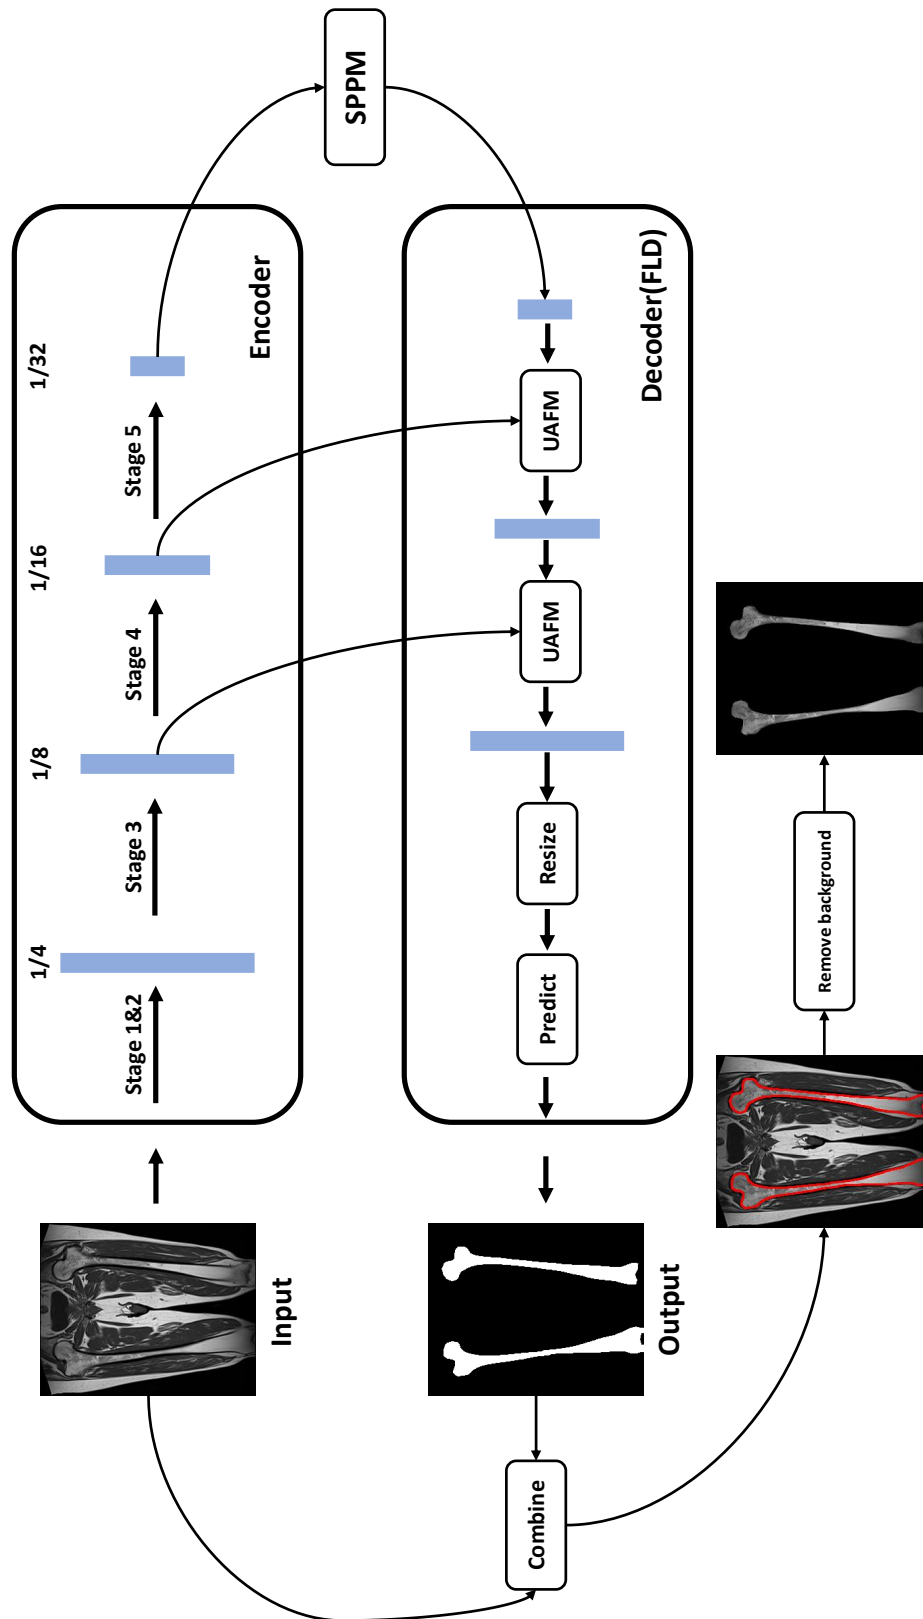 Input
Stage 1&2
1/4
Stage 3
1/8
Stage 4
1/16
Stage 5
1/32
Encoder
SPPM
Decoder(FLD)
UAFM
UAFM
Resize
Predict
Output
Combine
Remove background